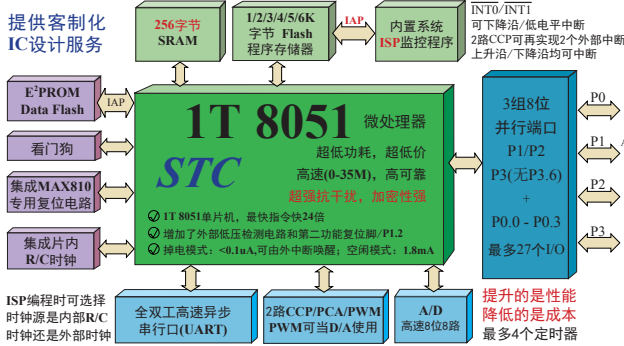 提供客制化
IC设计服务
256字节
SRAM
1/2/3/4/5/6K
字节 Flash
程序存储器
IAP
内置系统
ISP监控程序
INT0/INT1
可下降沿/低电平中断
2路CCP可再实现2个外部中断
上升沿/下降沿均可中断
E²PROM
Data Flash
IAP
看门狗
集成MAX810
专用复位电路
集成片内
R/C时钟
1T 8051 微处理器
STC
超低功耗，超低价
高速(0-35M)，高可靠
超强抗干扰，加密性强
1T 8051单片机，最快指令快24倍
增加了外部低压检测电路和第二功能复位脚/P1.2
掉电模式：<0.1uA,可由外中断唤醒；空闲模式：1.8mA
3组8位
并行端口
P1/P2
P3(无P3.6)
+
P0.0 - P0.3
最多27个I/O
P0
P1
P2
P3
ISP编程时可选择
时钟源是内部R/C
时钟还是外部时钟
全双工高速异步
串行口(UART)
2路CCP/PCA/PWM
PWM可当D/A使用
A/D
高速8位8路
提升的是性能
降低的是成本
最多4个定时器